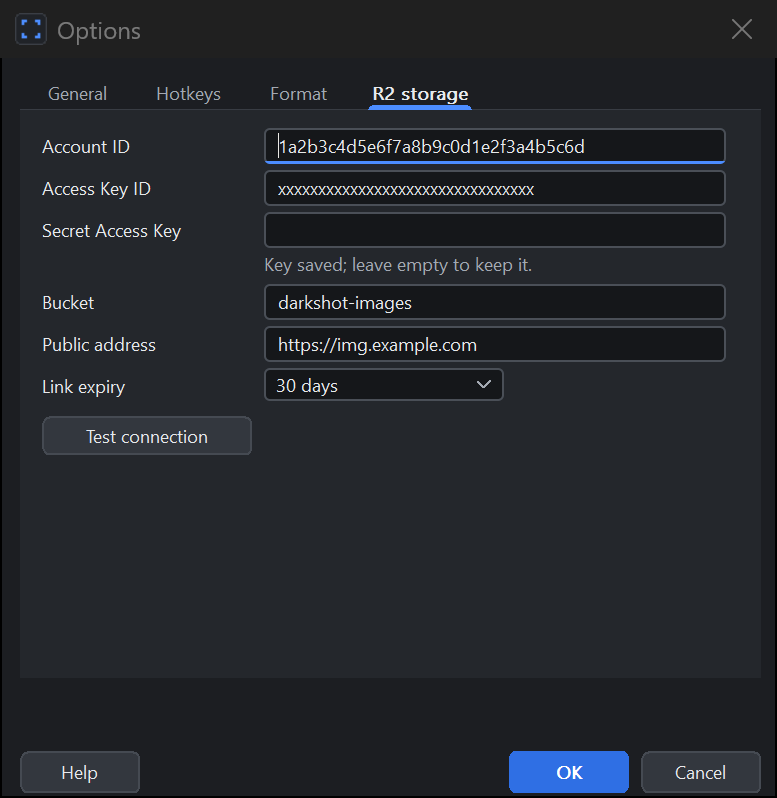 Options
General Hotkeys Format R2 storage
Account ID 1a2b3c4d5e6f7a8b9c0d1e2f3a4b5c6d
Access Key ID xxxxxxxxxxxxxxxxxxxxxxxxxxxxxxxx
Secret Access Key
Key saved; leave empty to keep it.
Bucket darkshot-images
Public address https://img.example.com
Link expiry 30 days
Test connection
Help OK Cancel